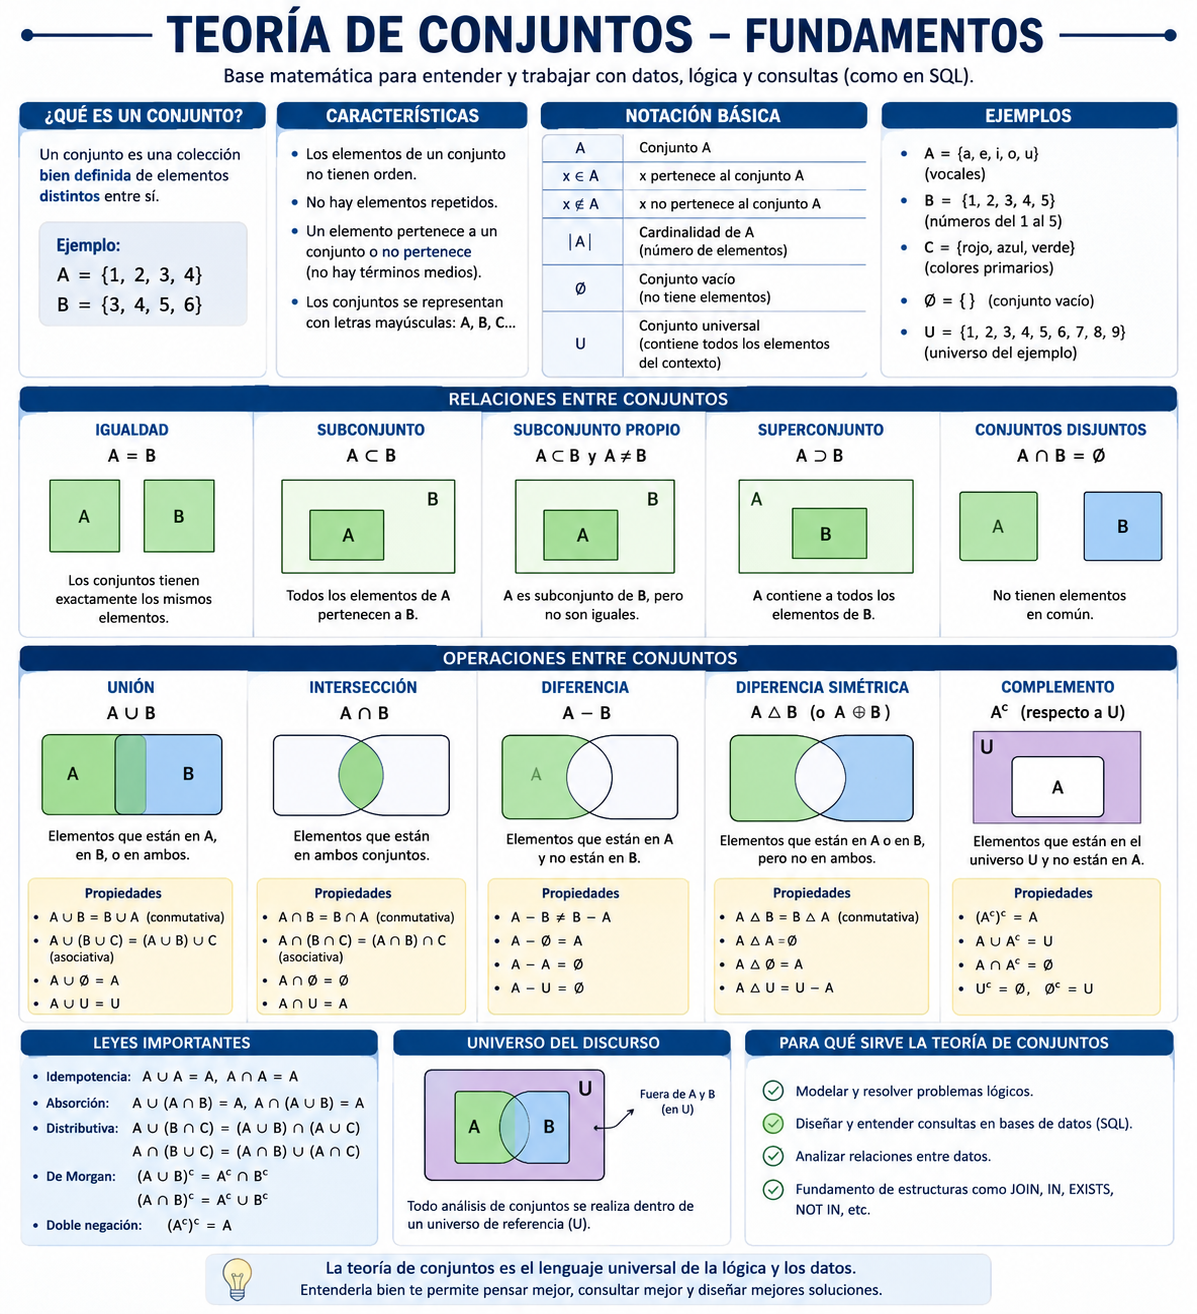 TEORÍA DE CONJUNTOS – FUNDAMENTOS
Base matemática para entender y trabajar con datos, lógica y consultas (como en SQL).
¿QUÉ ES UN CONJUNTO?
Un conjunto es una colección
bien definida de elementos
distintos entre sí.
Ejemplo:
A = {1, 2, 3, 4}
B = {3, 4, 5, 6}
CARACTERÍSTICAS
• Los elementos de un conjunto
no tienen orden.
• No hay elementos repetidos.
• Un elemento pertenece a un
conjunto o no pertenece
(no hay términos medios).
• Los conjuntos se representan
con letras mayúsculas: A, B, C...
NOTACIÓN BÁSICA
A Conjunto A
x ∈ A x pertenece al conjunto A
x ∉ A x no pertenece al conjunto A
|A| Cardinalidad de A
(número de elementos)
Ø Conjunto vacío
(no tiene elementos)
U Conjunto universal
(contiene todos los elementos
del contexto)
EJEMPLOS
• A = {a, e, i, o, u}
(vocales)
• B = {1, 2, 3, 4, 5}
(números del 1 al 5)
• C = {rojo, azul, verde}
(colores primarios)
• Ø = { } (conjunto vacío)
• U = {1, 2, 3, 4, 5, 6, 7, 8, 9}
(universo del ejemplo)
RELACIONES ENTRE CONJUNTOS
IGUALDAD
A = B
A B
Los conjuntos tienen
exactamente los mismos
elementos.
SUBCONJUNTO
A ⊂ B
B
A
Todos los elementos de A
pertenecen a B.
SUBCONJUNTO PROPIO
A ⊂ B y A ≠ B
B
A
A es subconjunto de B, pero
no son iguales.
SUPERCONJUNTO
A ⊃ B
A
B
A contiene a todos los
elementos de B.
CONJUNTOS DISJUNTOS
A ∩ B = Ø
A B
No tienen elementos
en común.
OPERACIONES ENTRE CONJUNTOS
UNIÓN
A ∪ B
A B
Elementos que están en A,
en B, o en ambos.
Propiedades
• A ∪ B = B ∪ A (conmutativa)
• A ∪ (B ∪ C) = (A ∪ B) ∪ C
(asociativa)
• A ∪ Ø = A
• A ∪ U = U
INTERSECCIÓN
A ∩ B
Elementos que están
en ambos conjuntos.
Propiedades
• A ∩ B = B ∩ A (conmutativa)
• A ∩ (B ∩ C) = (A ∩ B) ∩ C
(asociativa)
• A ∩ Ø = Ø
• A ∩ U = A
DIFERENCIA
A − B
A
Elementos que están en A
y no están en B.
Propiedades
• A − B ≠ B − A
• A − Ø = A
• A − A = Ø
• A − U = Ø
DIPERENCIA SIMÉTRICA
A △ B (o A ⊕ B )
Elementos que están en A o en B,
pero no en ambos.
Propiedades
• A △ B = B △ A (conmutativa)
• A △ A = Ø
• A △ Ø = A
• A △ U = U − A
COMPLEMENTO
Aᶜ (respecto a U)
U
A
Elementos que están en el
universo U y no están en A.
Propiedades
• (Aᶜ)ᶜ = A
• A ∪ Aᶜ = U
• A ∩ Aᶜ = Ø
• Uᶜ = Ø, Øᶜ = U
LEYES IMPORTANTES
• Idempotencia: A ∪ A = A, A ∩ A = A
• Absorción: A ∪ (A ∩ B) = A, A ∩ (A ∪ B) = A
• Distributiva: A ∪ (B ∩ C) = (A ∪ B) ∩ (A ∪ C)
A ∩ (B ∪ C) = (A ∩ B) ∪ (A ∩ C)
• De Morgan: (A ∪ B)ᶜ = Aᶜ ∩ Bᶜ
(A ∩ B)ᶜ = Aᶜ ∪ Bᶜ
• Doble negación: (Aᶜ)ᶜ = A
UNIVERSO DEL DISCURSO
U
A B
Fuera de A y B
(en U)
Todo análisis de conjuntos se realiza dentro de
un universo de referencia (U).
PARA QUÉ SIRVE LA TEORÍA DE CONJUNTOS
Modelar y resolver problemas lógicos.
Diseñar y entender consultas en bases de datos (SQL).
Analizar relaciones entre datos.
Fundamento de estructuras como JOIN, IN, EXISTS,
NOT IN, etc.
La teoría de conjuntos es el lenguaje universal de la lógica y los datos.
Entenderla bien te permite pensar mejor, consultar mejor y diseñar mejores soluciones.